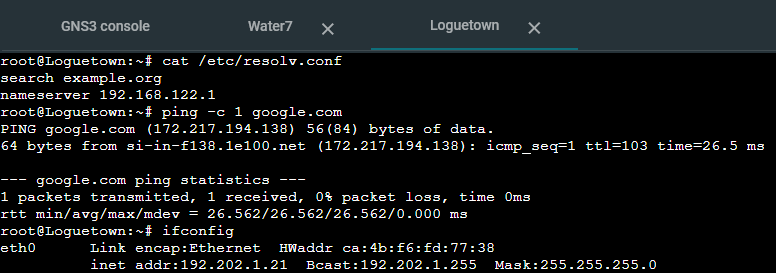 GNS3 console Water7 × Loguetown ×
root@Loguetown:~# cat /etc/resolv.conf
search example.org
nameserver 192.168.122.1
root@Loguetown:~# ping -c 1 google.com
PING google.com (172.217.194.138) 56(84) bytes of data.
64 bytes from si-in-f138.1e100.net (172.217.194.138): icmp_seq=1 ttl=103 time=26.5 ms
--- google.com ping statistics ---
1 packets transmitted, 1 received, 0% packet loss, time 0ms
rtt min/avg/max/mdev = 26.562/26.562/26.562/0.000 ms
root@Loguetown:~# ifconfig
eth0      Link encap:Ethernet  HWaddr ca:4b:f6:fd:77:38
          inet addr:192.202.1.21  Bcast:192.202.1.255  Mask:255.255.255.0